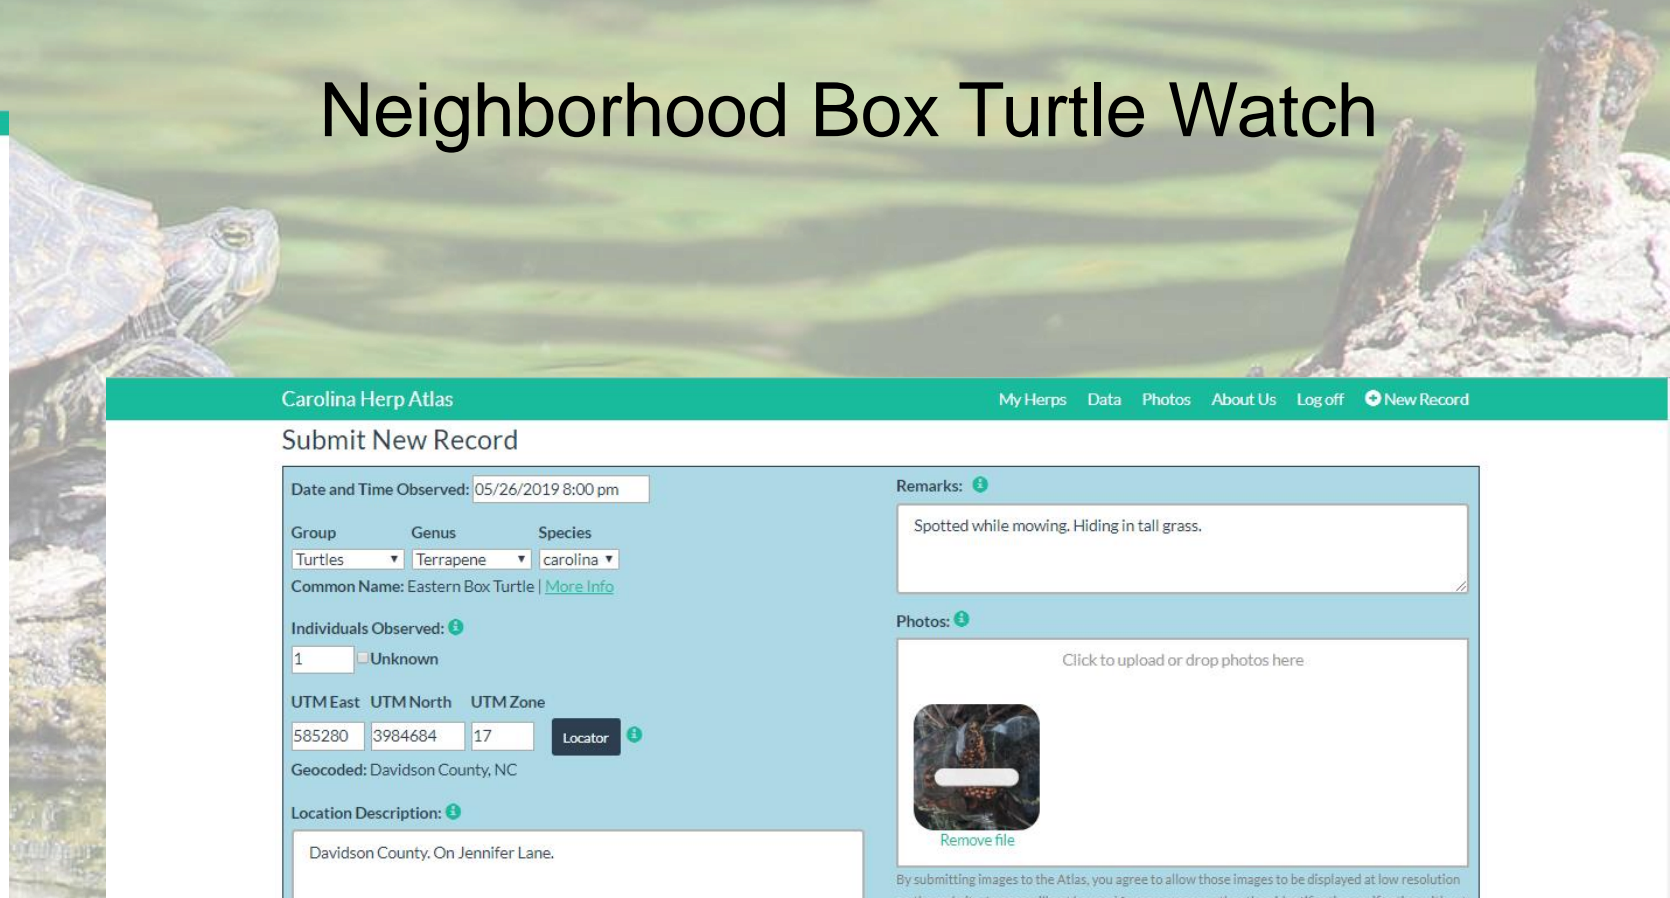 Neighborhood Box Turtle Watch
Carolina Herp Atlas
My Herps Data Photos About Us Log off New Record
Submit New Record
Date and Time Observed: 05/26/2019 8:00 pm
Group Genus Species
Turtles Terrapene carolina
Common Name: Eastern Box Turtle | More Info
Individuals Observed:
1 Unknown
UTM East UTM North UTM Zone
585280 3984684 17 Locator
Geocoded: Davidson County, NC
Location Description:
Davidson County. On Jennifer Lane.
Remarks:
Spotted while mowing. Hiding in tall grass.
Photos:
Click to upload or drop photos here
Remove file
By submitting images to the Atlas, you agree to allow those images to be displayed at low resolution